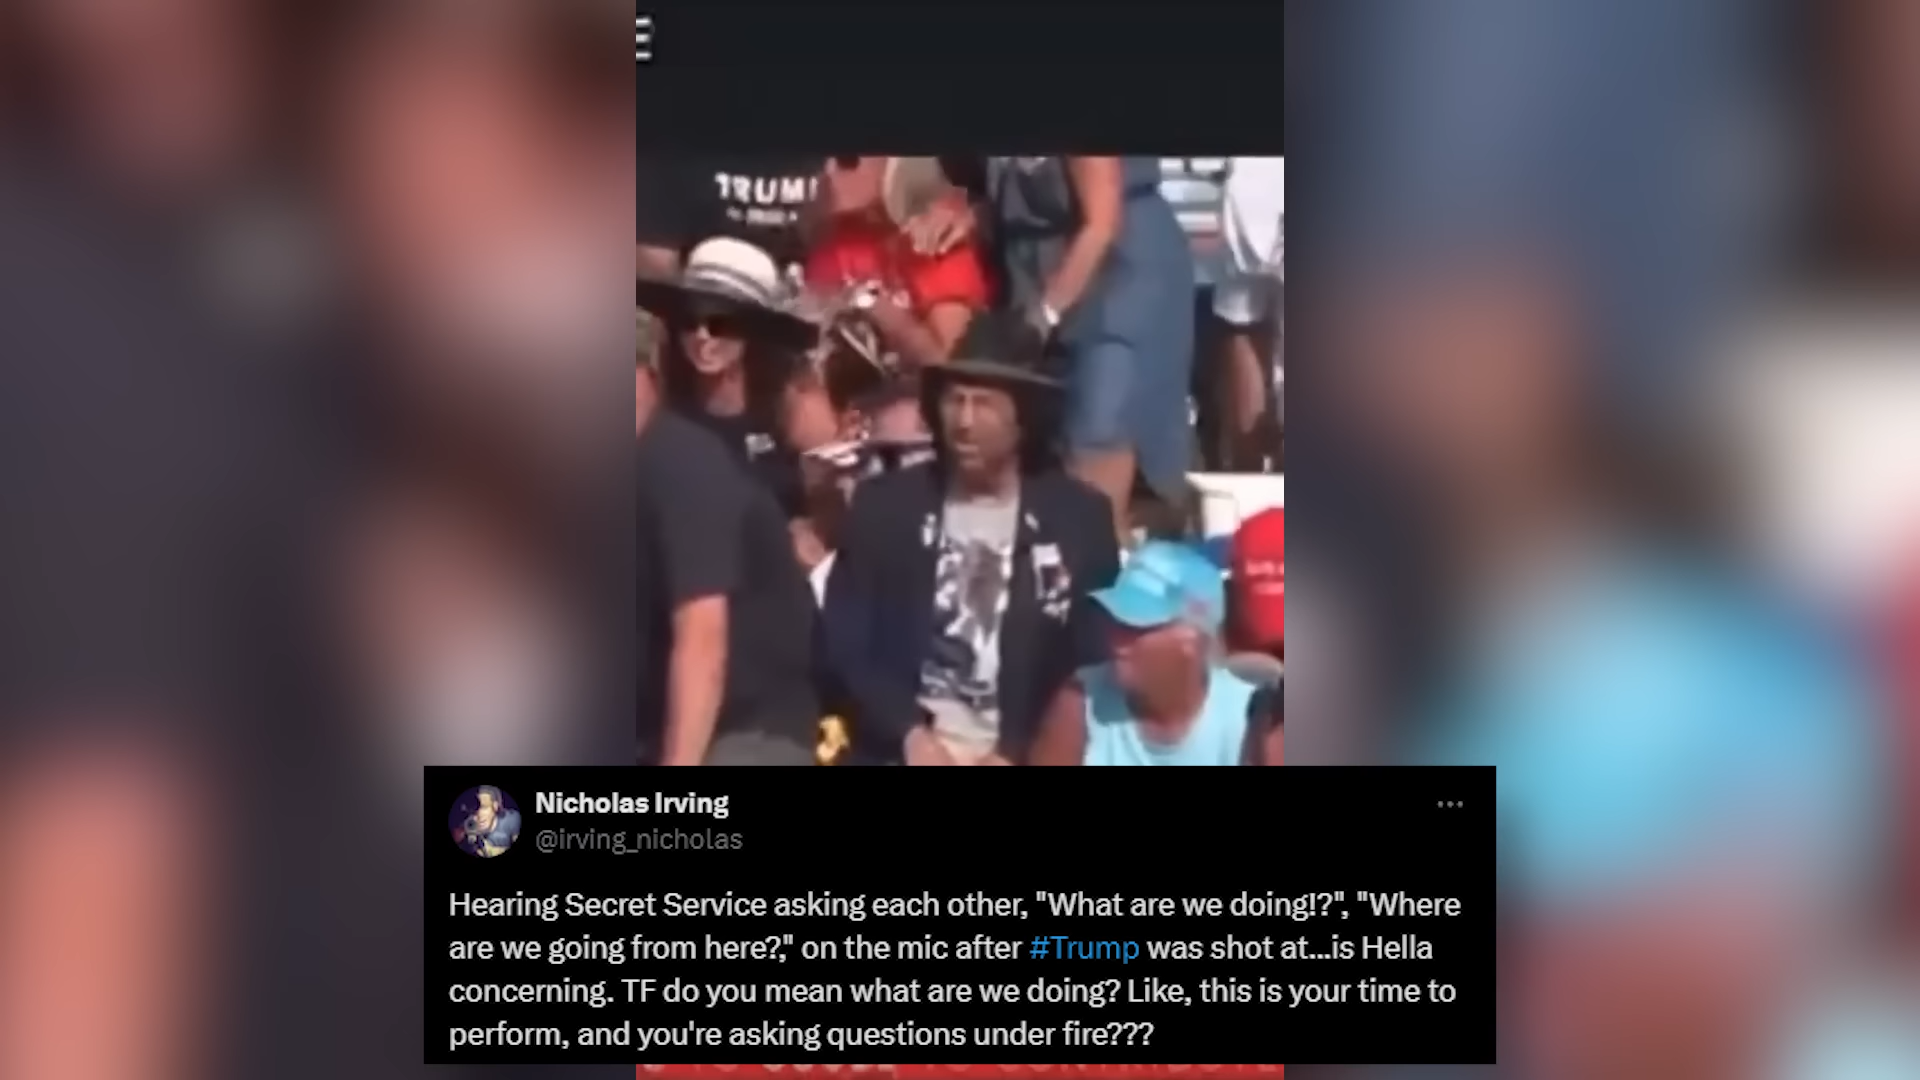 TRUM
Nicholas Irving
@irving_nicholas
Hearing Secret Service asking each other, "What are we doing!?", "Where
are we going from here?," on the mic after #Trump was shot at...is Hella
concerning. TF do you mean what are we doing? Like, this is your time to
perform, and you're asking questions under fire???